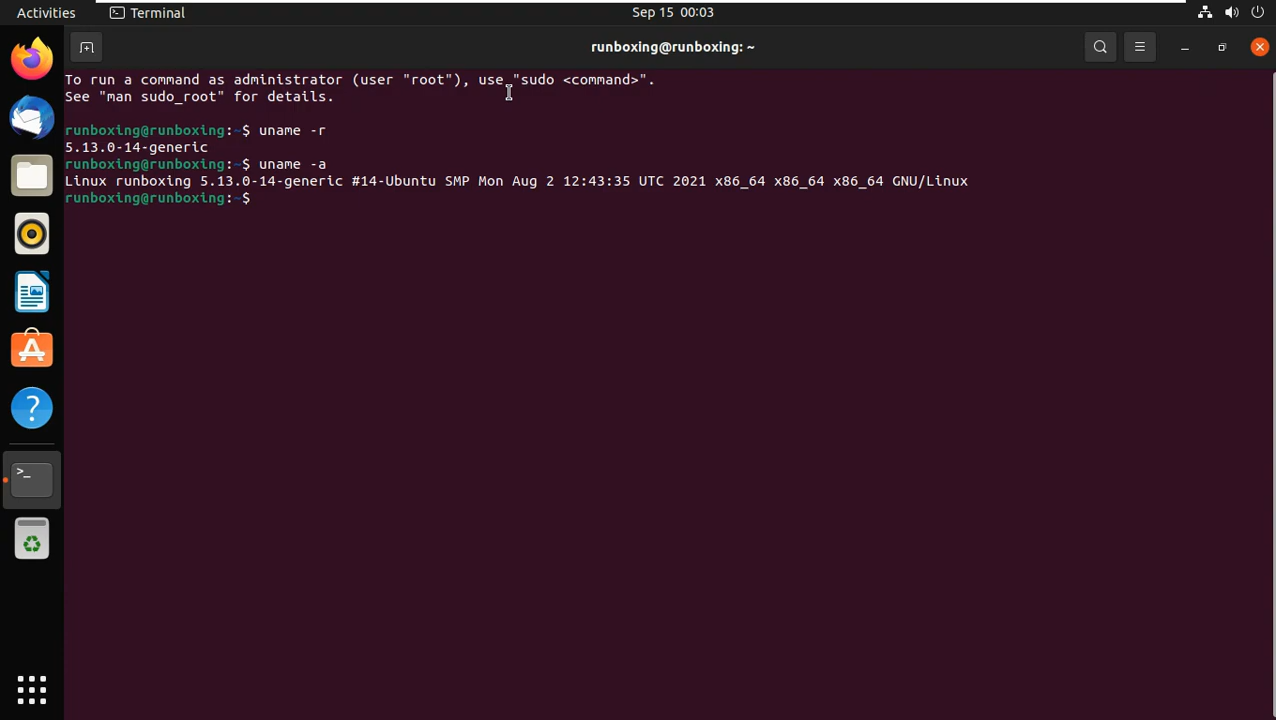 Activities Terminal Sep 15 00:03
runboxing@runboxing: ~
To run a command as administrator (user "root"), use "sudo <command>".
See "man sudo_root" for details.
runboxing@runboxing:~$ uname -r
5.13.0-14-generic
runboxing@runboxing:~$ uname -a
Linux runboxing 5.13.0-14-generic #14-Ubuntu SMP Mon Aug 2 12:43:35 UTC 2021 x86_64 x86_64 x86_64 GNU/Linux
runboxing@runboxing:~$